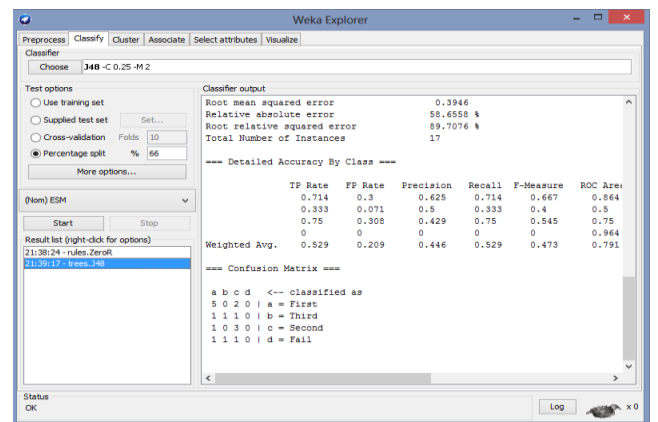 Weka Explorer
Preprocess Classify Cluster Associate Select attributes Visualize
Classifier
Choose J48 -C 0.25 -M 2
Test options
Use training set
Supplied test set Set...
Cross-validation Folds 10
Percentage split % 66
More options...
(Nom) ESM
Start Stop
Result list (right-click for options)
21:38:24 - rules.ZeroR
21:39:17 - trees.J48
Classifier output
Root mean squared error 0.3946
Relative absolute error 58.6558 %
Root relative squared error 89.7076 %
Total Number of Instances 17
=== Detailed Accuracy By Class ===
TP Rate FP Rate Precision Recall F-Measure ROC Area
0.714 0.3 0.625 0.714 0.667 0.864
0.333 0.071 0.5 0.333 0.4 0.5
0.75 0.308 0.429 0.75 0.545 0.75
0 0 0 0 0 0.964
Weighted Avg. 0.529 0.209 0.446 0.529 0.473 0.791
=== Confusion Matrix ===
a b c d <-- classified as
5 0 2 0 | a = First
1 1 1 0 | b = Third
1 0 3 0 | c = Second
1 1 1 0 | d = Fail
Status
OK
Log
x 0